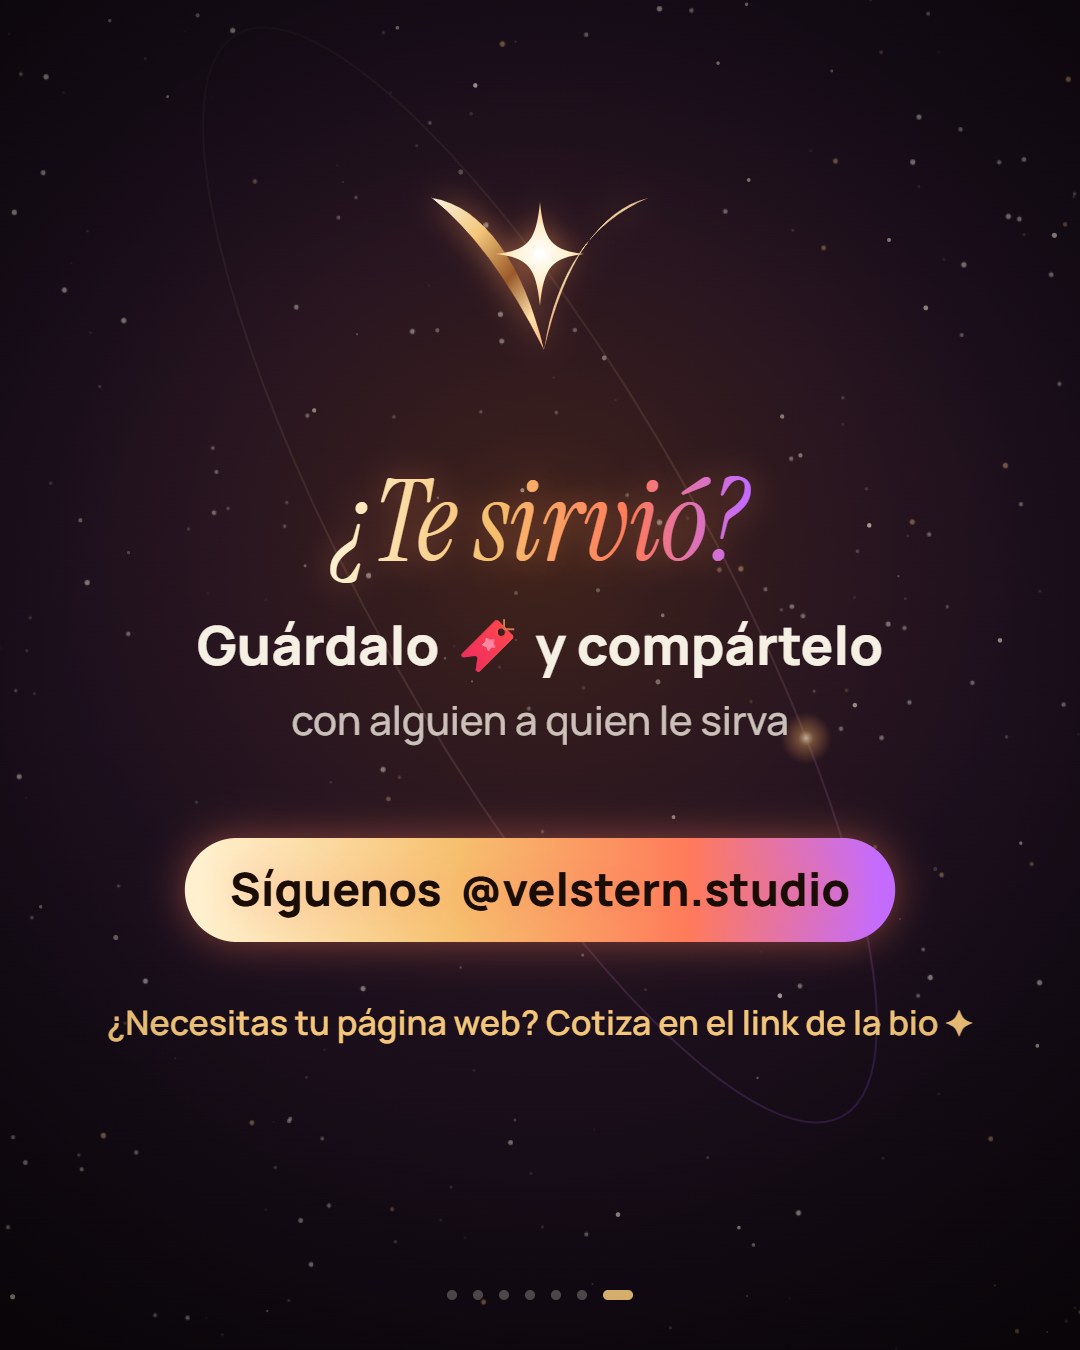 ¿Te sirvió?
Guárdalo 🔖 y compártelo
con alguien a quien le sirva
Síguenos @velstern.studio
¿Necesitas tu página web? Cotiza en el link de la bio ✦